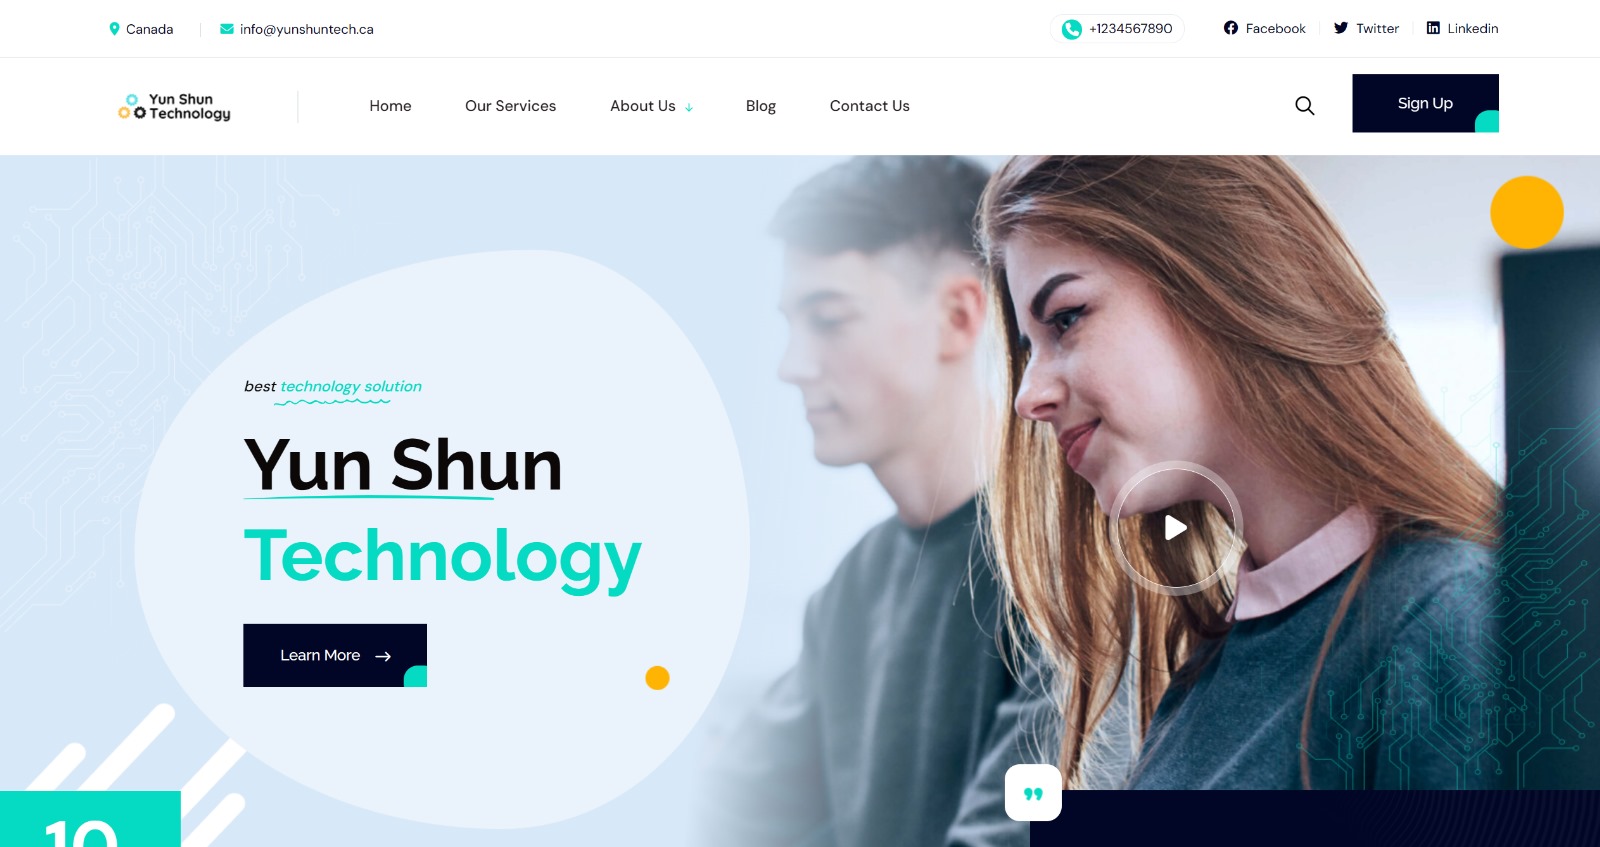 Canada
info@yunshuntech.ca
+1234567890
Facebook
Twitter
Linkedin
Yun Shun
Technology
Home
Our Services
About Us
Blog
Contact Us
Sign Up
best technology solution
Yun Shun
Technology
Learn More
10